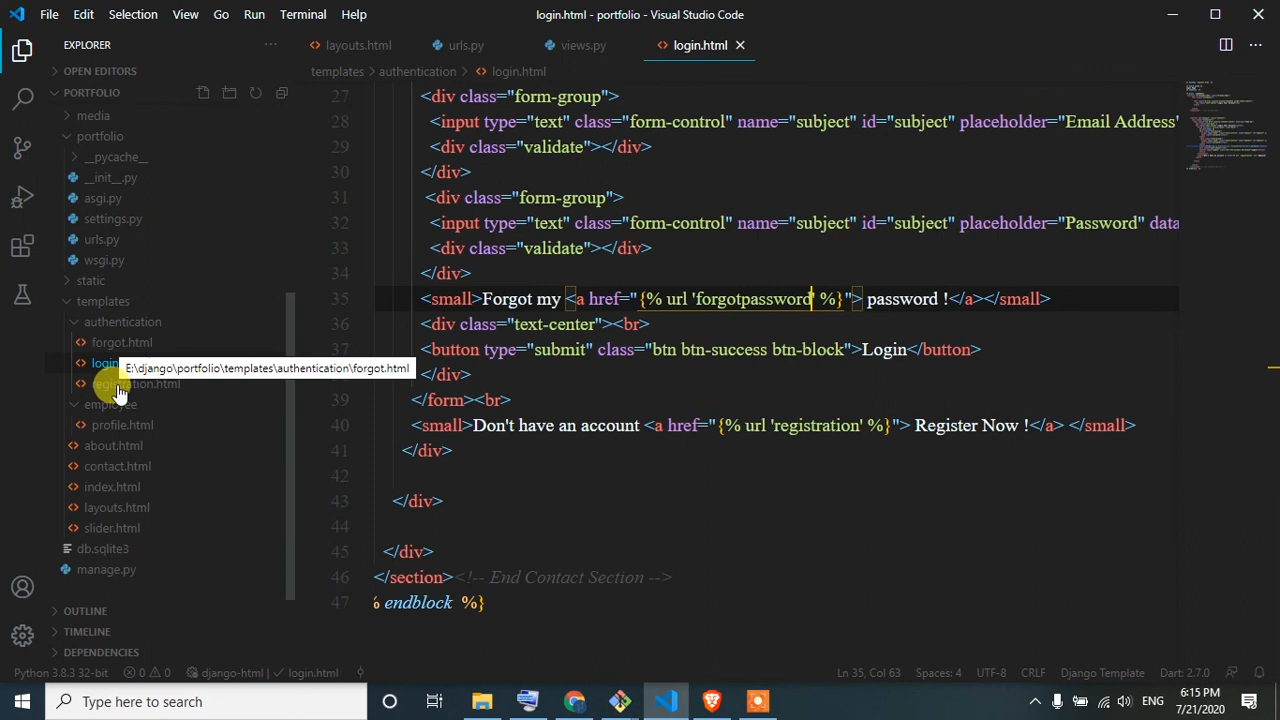 File Edit Selection View Go Run Terminal Help login.html - portfolio - Visual Studio Code
EXPLORER
layouts.html urls.py views.py login.html
OPEN EDITORS
templates > authentication > login.html
PORTFOLIO
media
portfolio
__pycache__
__init__.py
asgi.py
settings.py
urls.py
wsgi.py
static
templates
authentication
forgot.html
login
E:\django\portfolio\templates\authentication\forgot.html
registration.html
employee
profile.html
about.html
contact.html
index.html
layouts.html
slider.html
db.sqlite3
manage.py
OUTLINE
TIMELINE
DEPENDENCIES
27 <div class="form-group">
28 <input type="text" class="form-control" name="subject" id="subject" placeholder="Email Address"
29 <div class="validate"></div>
30 </div>
31 <div class="form-group">
32 <input type="text" class="form-control" name="subject" id="subject" placeholder="Password" data
33 <div class="validate"></div>
34 </div>
35 <small>Forgot my <a href="{% url 'forgotpassword' %}"> password !</a></small>
36 <div class="text-center"><br>
37 <button type="submit" class="btn btn-success btn-block">Login</button>
38 </div>
39 </form><br>
40 <small>Don't have an account <a href="{% url 'registration' %}"> Register Now !</a> </small>
41 </div>
42
43 </div>
44
45 </div>
46 </section><!-- End Contact Section -->
47 % endblock %}
Python 3.8.3 32-bit 0 0 django-html login.html Ln 35, Col 63 Spaces: 4 UTF-8 CRLF Django Template Dart: 2.7.0
Type here to search
ENG
6:15 PM
7/21/2020